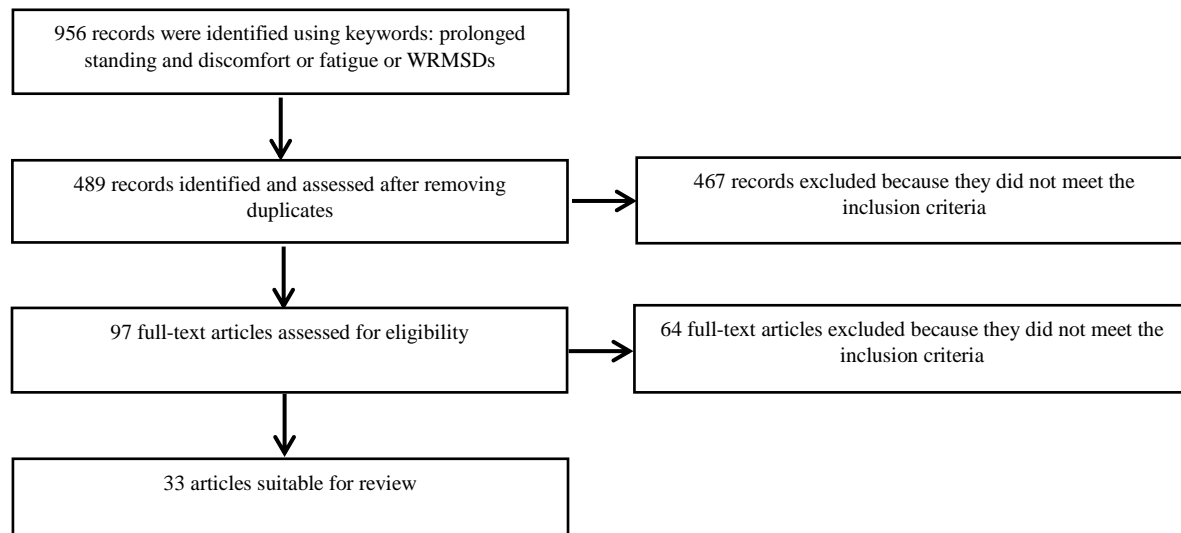 956 records were identified using keywords: prolonged
standing and discomfort or fatigue or WRMSDs
489 records identified and assessed after removing
duplicates
467 records excluded because they did not meet the
inclusion criteria
97 full-text articles assessed for eligibility
64 full-text articles excluded because they did not meet the
inclusion criteria
33 articles suitable for review